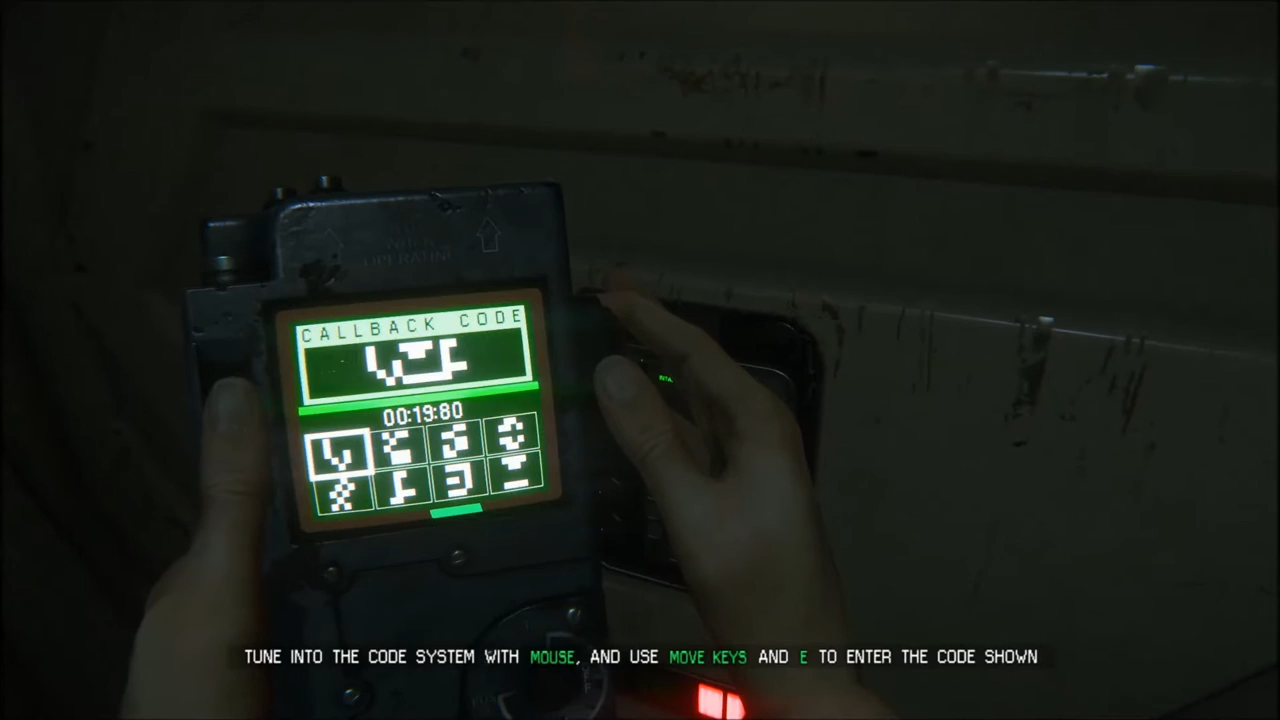 CALLBACK CODE
00:19:80
TUNE INTO THE CODE SYSTEM WITH MOUSE, AND USE MOVE KEYS AND E TO ENTER THE CODE SHOWN